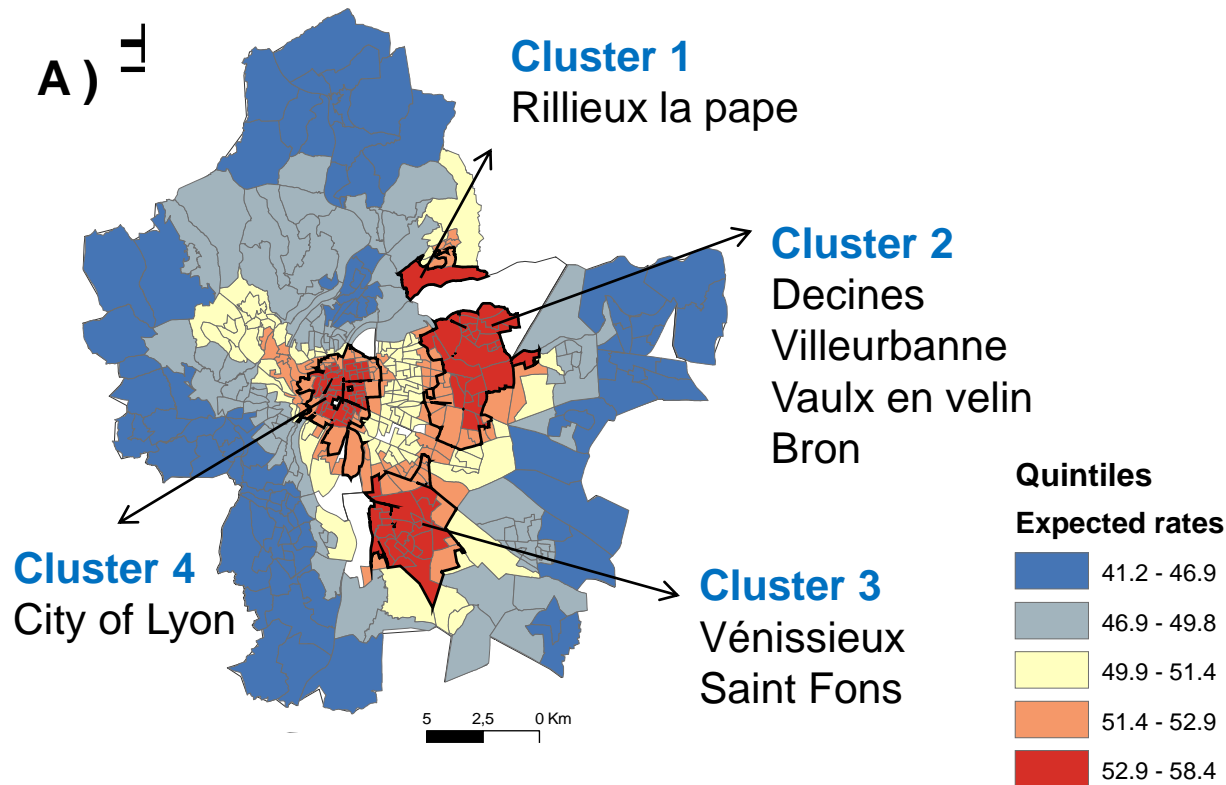 A )
Cluster 1
Rillieux la pape
Cluster 2
Decines
Villeurbanne
Vaulx en velin
Bron
Cluster 4
City of Lyon
Cluster 3
Vénissieux
Saint Fons
5 2,5 0 Km
Quintiles
Expected rates
41.2 - 46.9
46.9 - 49.8
49.9 - 51.4
51.4 - 52.9
52.9 - 58.4